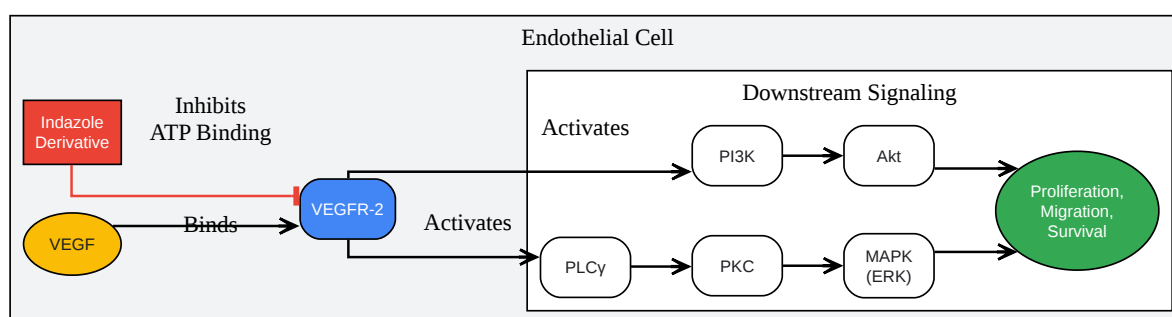 Endothelial Cell
Downstream Signaling
Inhibits
ATP Binding
Indazole
Derivative
Activates
PI3K
Akt
VEGFR-2
Proliferation,
Migration,
Survival
Binds
Activates
VEGF
PLCγ
PKC
MAPK
(ERK)